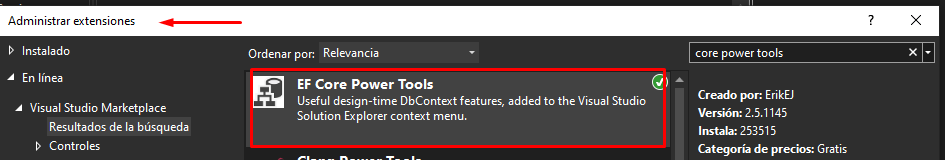 Administrar extensiones
Instalado
En línea
Visual Studio Marketplace
Resultados de la búsqueda
Controles
Ordenar por: Relevancia
EF Core Power Tools
Useful design-time DbContext features, added to the Visual Studio
Solution Explorer context menu.
Clang Power Tools
core power tools
Creado por: ErikEJ
Versión: 2.5.1145
Instala: 253515
Categoría de precios: Gratis